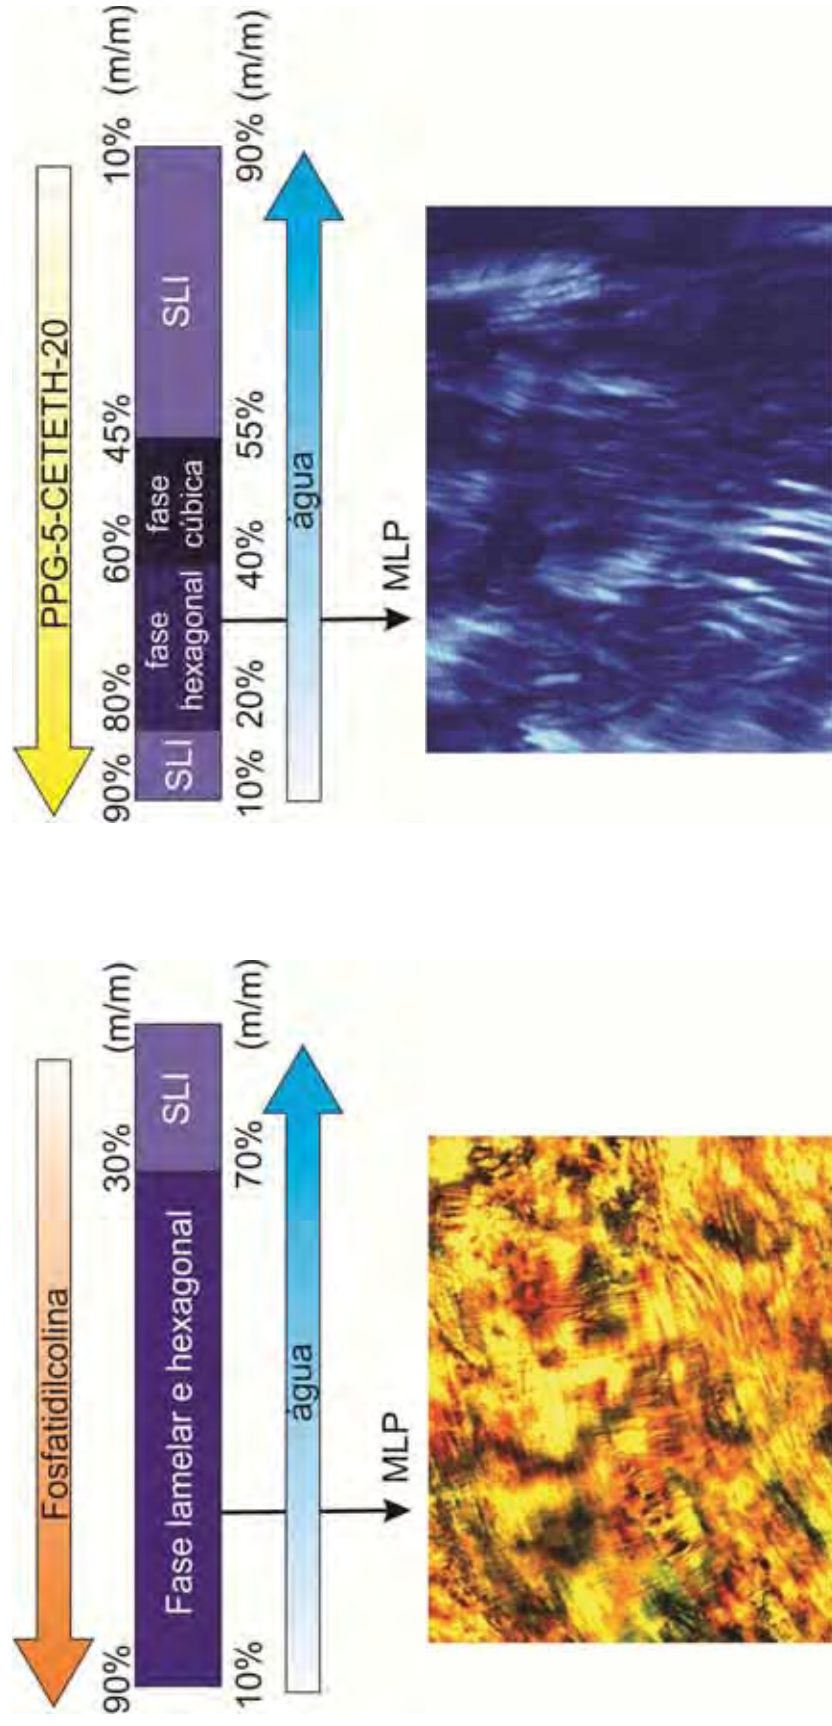 PPG-5-CETETH-20
90% 80% 60% 45% 10% (m/m)
SLI
fase
hexagonal
fase
cúbica
SLI
10% 20% 40% 55% 90% (m/m)
água
MLP
Fosfatidilcolina
90% 30% (m/m)
Fase lamelar e hexagonal
SLI
10% 70% (m/m)
água
MLP